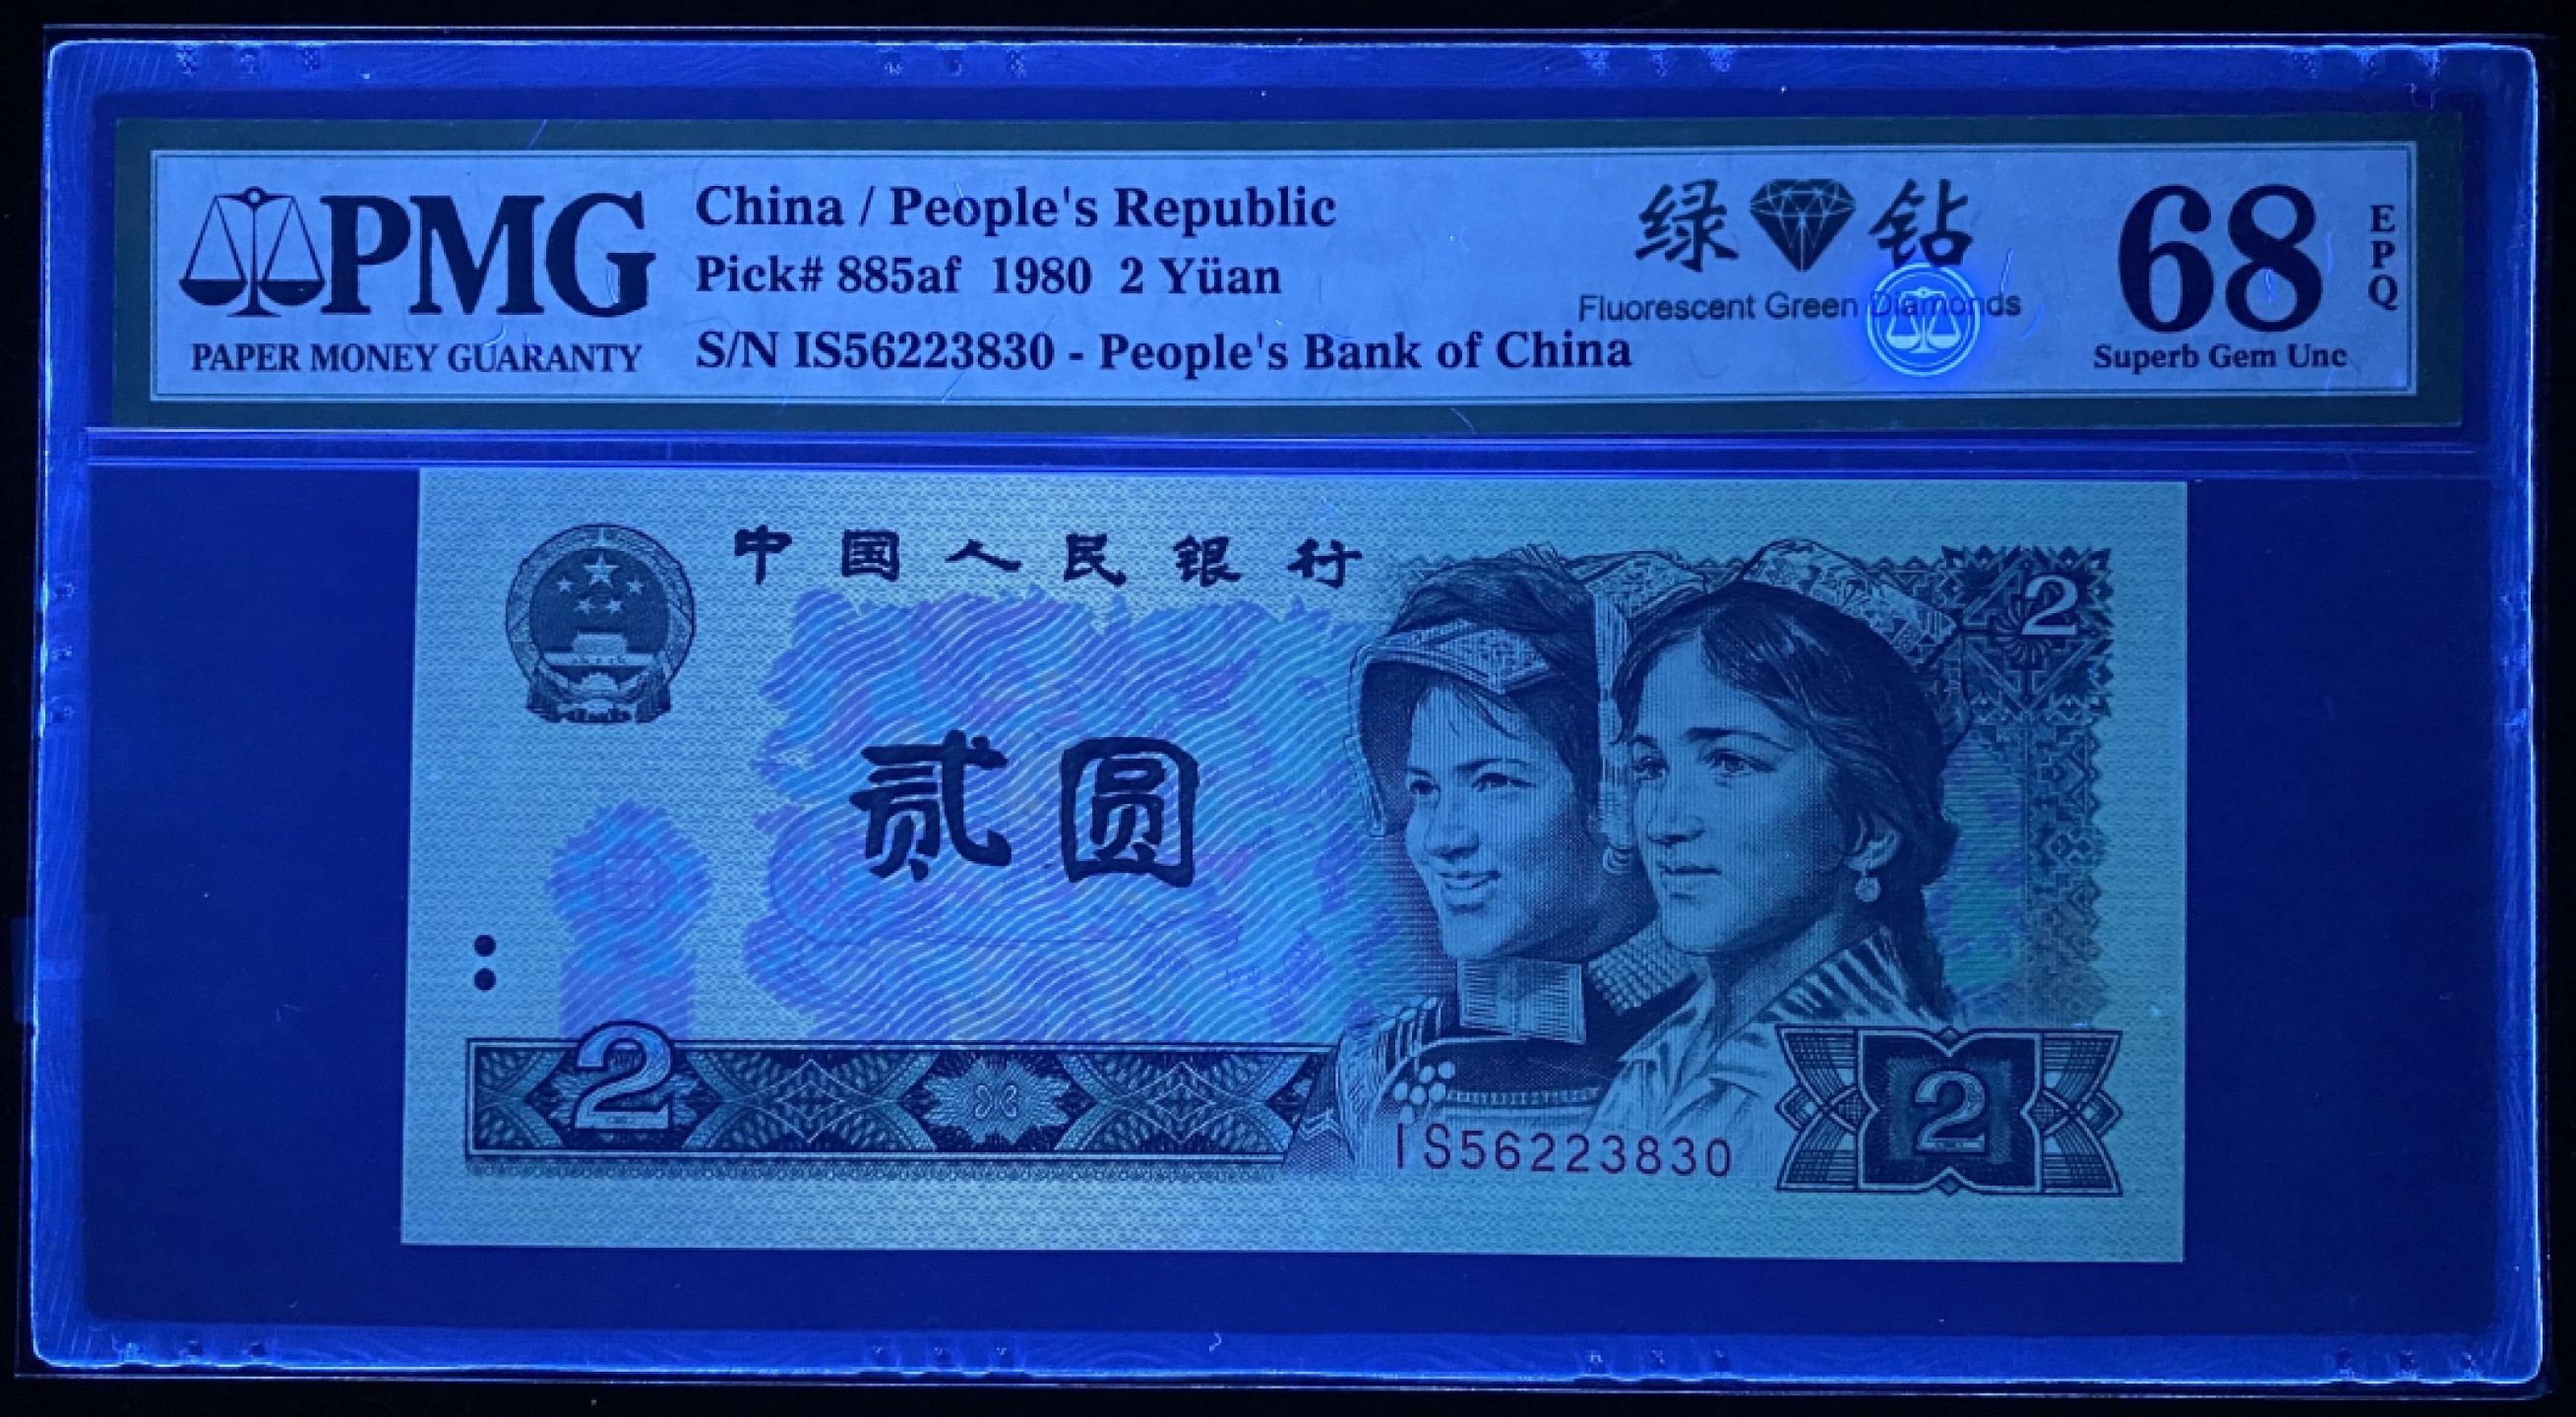 PMG
PAPER MONEY GUARANTY
China / People's Republic
Pick# 885af 1980 2 Yüan
S/N IS56223830 - People's Bank of China
绿钻
Fluorescent Green Diamonds
68
EPQ
Superb Gem Unc
中国人民银行
2
贰圆
2
2
IS56223830